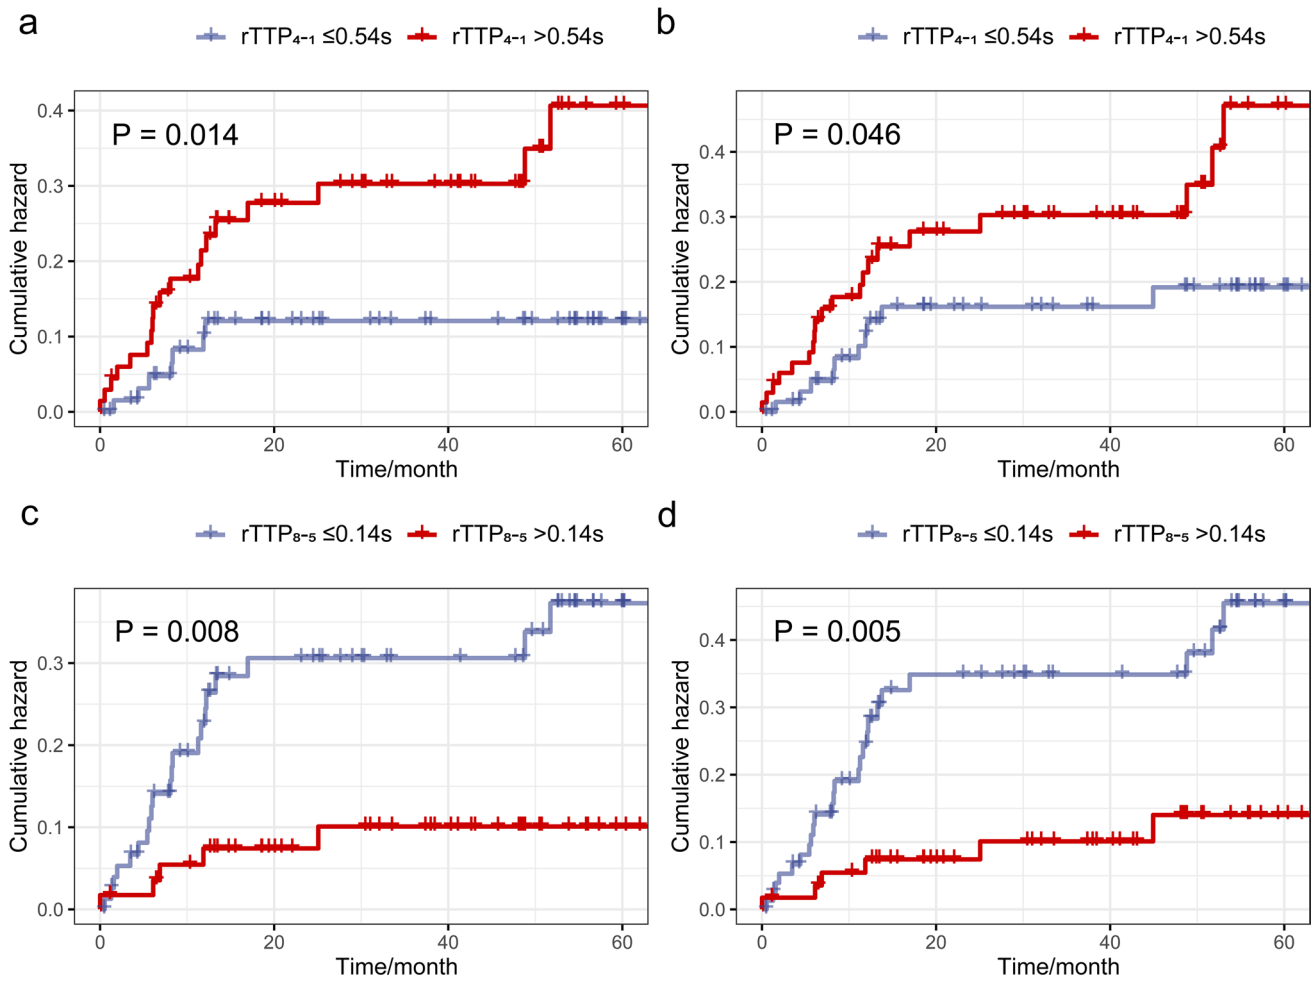 a
rTTP₄₋₁ ≤0.54s rTTP₄₋₁ >0.54s
P = 0.014
Cumulative hazard
0.4
0.3
0.2
0.1
0.0
0 20 40 60
Time/month
b
rTTP₄₋₁ ≤0.54s rTTP₄₋₁ >0.54s
P = 0.046
Cumulative hazard
0.4
0.3
0.2
0.1
0.0
0 20 40 60
Time/month
c
rTTP₈₋₅ ≤0.14s rTTP₈₋₅ >0.14s
P = 0.008
Cumulative hazard
0.3
0.2
0.1
0.0
0 20 40 60
Time/month
d
rTTP₈₋₅ ≤0.14s rTTP₈₋₅ >0.14s
P = 0.005
Cumulative hazard
0.4
0.3
0.2
0.1
0.0
0 20 40 60
Time/month